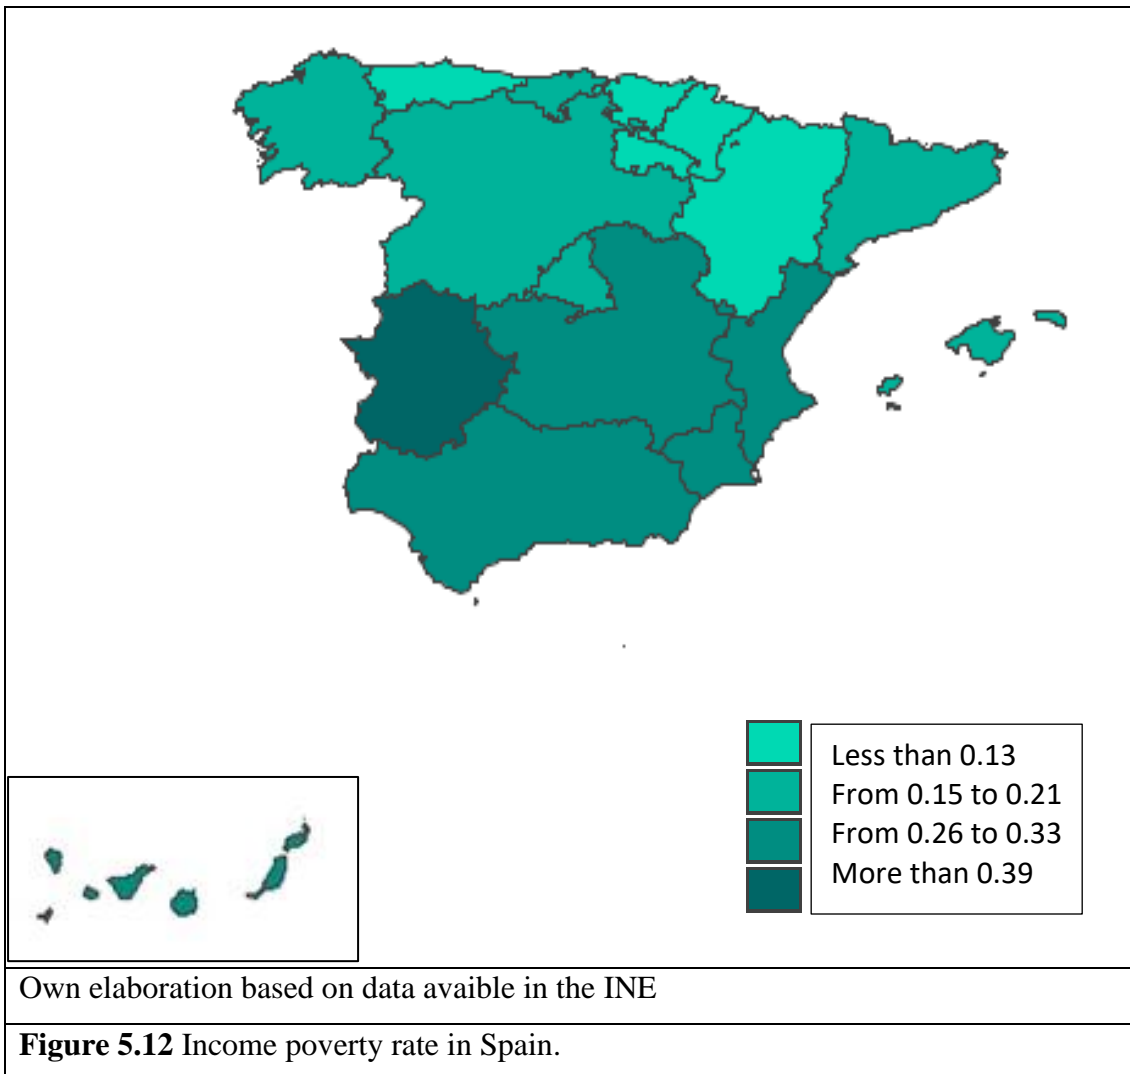 Less than 0.13
From 0.15 to 0.21
From 0.26 to 0.33
More than 0.39
Own elaboration based on data avaible in the INE
Figure 5.12 Income poverty rate in Spain.